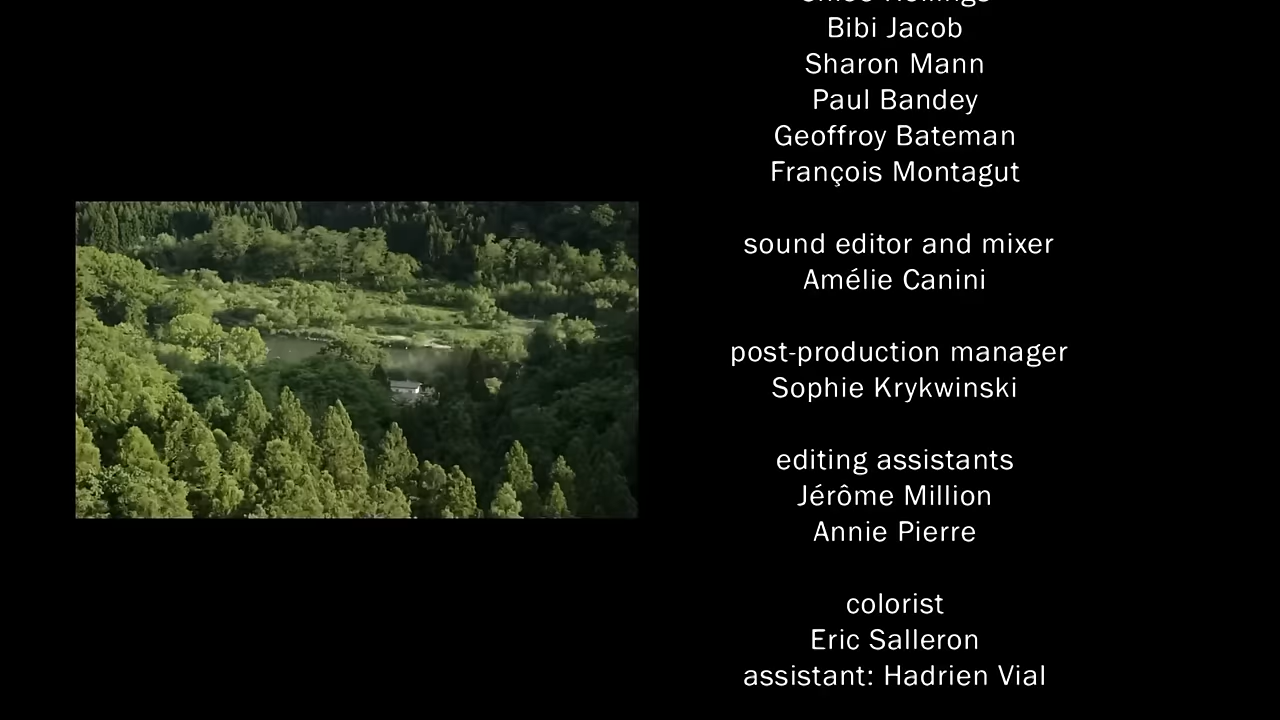 Bibi Jacob
Sharon Mann
Paul Bandey
Geoffroy Bateman
François Montagut
sound editor and mixer
Amélie Canini
post-production manager
Sophie Krykwinski
editing assistants
Jérôme Million
Annie Pierre
colorist
Eric Salleron
assistant: Hadrien Vial